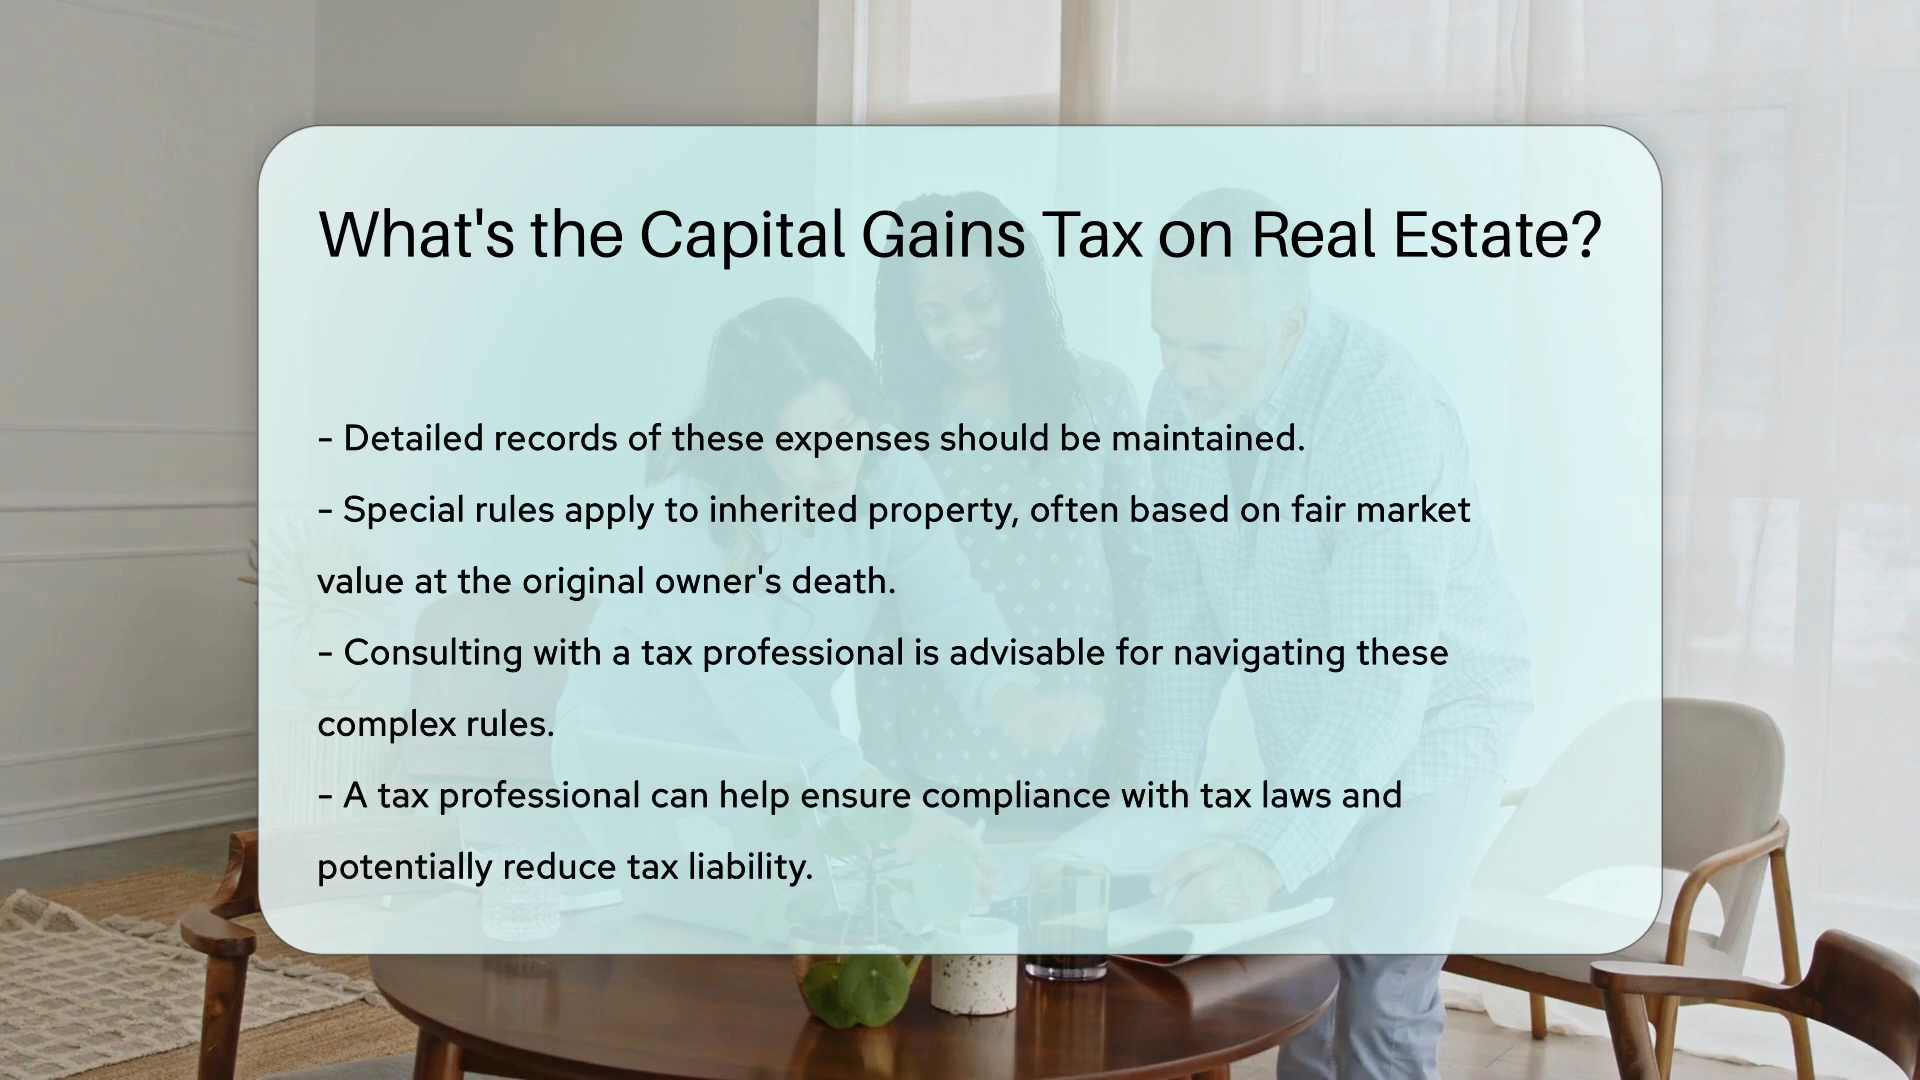 What's the Capital Gains Tax on Real Estate?
- Detailed records of these expenses should be maintained.
- Special rules apply to inherited property, often based on fair market
value at the original owner's death.
- Consulting with a tax professional is advisable for navigating these
complex rules.
- A tax professional can help ensure compliance with tax laws and
potentially reduce tax liability.